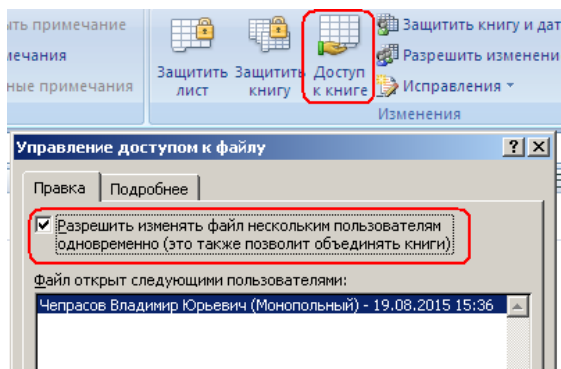 ть примечание
Защитить книгу и дат
мечания
Разрешить изменени
ные примечания
Защитить лист
Защитить книгу
Доступ к книге
Исправления
Изменения
Управление доступом к файлу
Правка
Подробнее
Разрешить изменять файл нескольким пользователям
одновременно (это также позволит объединять книги)
Файл открыт следующими пользователями:
Чепрасов Владимир Юрьевич (Монопольный) - 19.08.2015 15:36